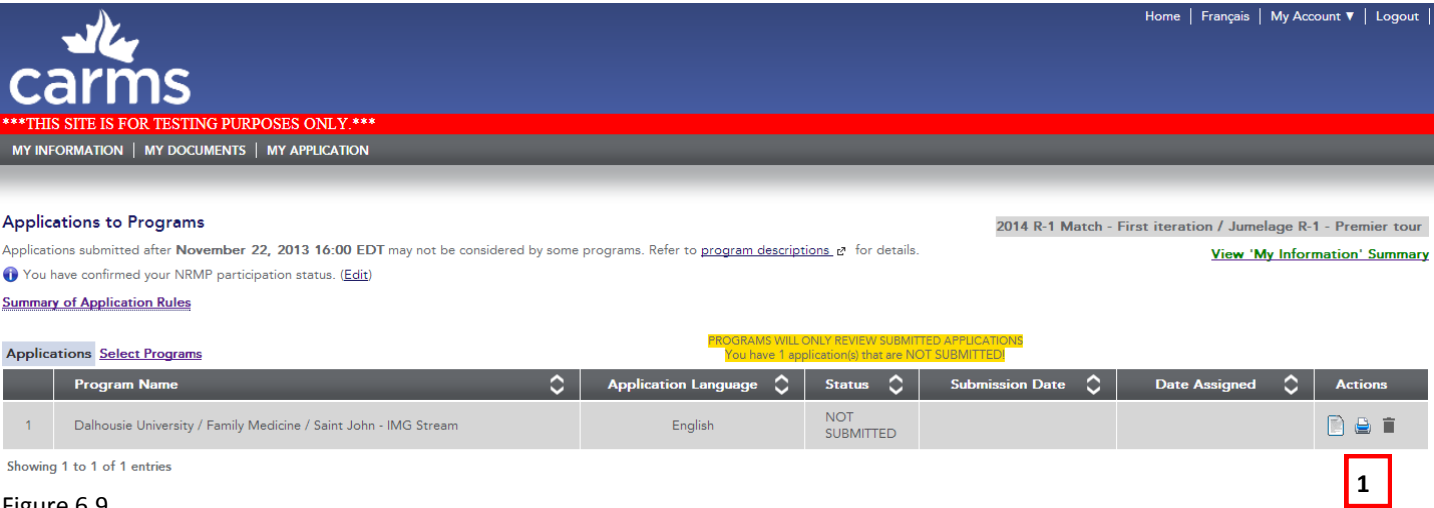 Home | Français | My Account ▼ | Logout |
carms
***THIS SITE IS FOR TESTING PURPOSES ONLY.***
MY INFORMATION | MY DOCUMENTS | MY APPLICATION
Applications to Programs
2014 R-1 Match - First iteration / Jumelage R-1 - Premier tour
Applications submitted after November 22, 2013 16:00 EDT may not be considered by some programs. Refer to program descriptions for details.
View 'My Information' Summary
You have confirmed your NRMP participation status. (Edit)
Summary of Application Rules
PROGRAMS WILL ONLY REVIEW SUBMITTED APPLICATIONS
You have 1 application(s) that are NOT SUBMITTED!
Applications Select Programs
Program Name Application Language Status Submission Date Date Assigned Actions
1 Dalhousie University / Family Medicine / Saint John - IMG Stream English NOT SUBMITTED
Showing 1 to 1 of 1 entries
1
Figure 6.9